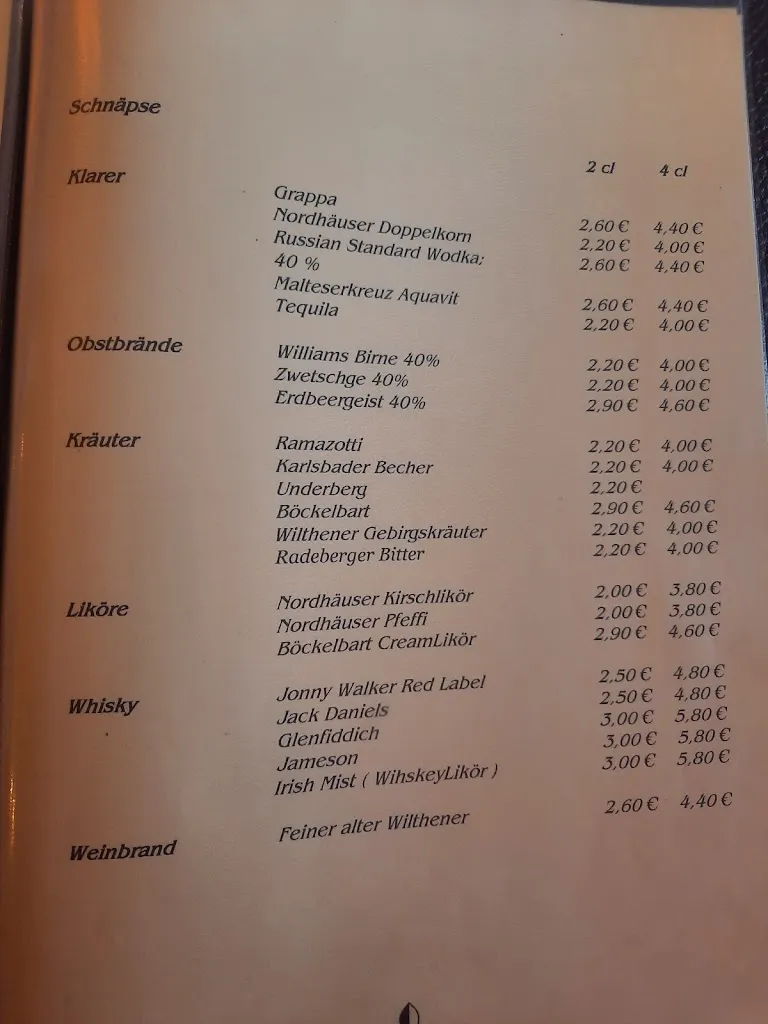 Schnäpse
2 cl 4 cl
Klarer
Grappa 2,60 € 4,40 €
Nordhäuser Doppelkorn 2,20 € 4,00 €
Russian Standard Wodka; 2,60 € 4,40 €
40 %
Malteserkreuz Aquavit 2,60 € 4,40 €
Tequila 2,20 € 4,00 €
Obstbrände
Williams Birne 40% 2,20 € 4,00 €
Zwetschge 40% 2,20 € 4,00 €
Erdbeergeist 40% 2,90 € 4,60 €
Kräuter
Ramazotti 2,20 € 4,00 €
Karlsbader Becher 2,20 € 4,00 €
Underberg 2,20 €
Böckelbart 2,90 € 4,60 €
Wilthener Gebirgskräuter 2,20 € 4,00 €
Radeberger Bitter 2,20 € 4,00 €
Liköre
Nordhäuser Kirschlikör 2,00 € 3,80 €
Nordhäuser Pfeffi 2,00 € 3,80 €
Böckelbart CreamLikör 2,90 € 4,60 €
Whisky
Jonny Walker Red Label 2,50 € 4,80 €
Jack Daniels 2,50 € 4,80 €
Glenfiddich 3,00 € 5,80 €
Jameson 3,00 € 5,80 €
Irish Mist ( WihskeyLikör ) 3,00 € 5,80 €
Weinbrand
Feiner alter Wilthener 2,60 € 4,40 €